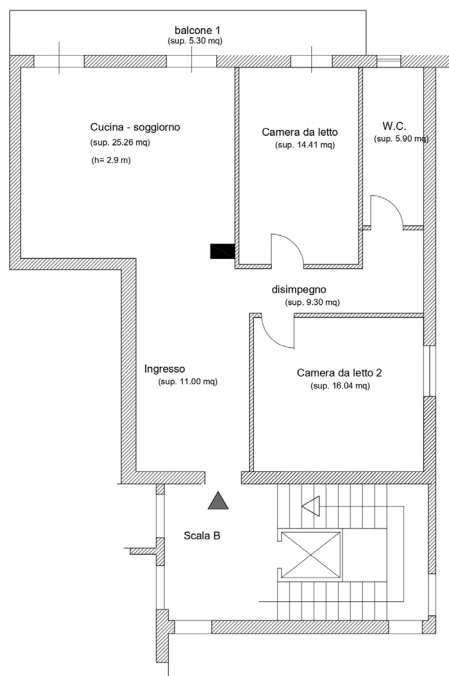 balcone 1
(sup. 5.30 mq)
Cucina - soggiorno
(sup. 25.26 mq)
(h= 2.9 m)
Camera da letto
(sup. 14.41 mq)
W.C.
(sup. 5.90 mq)
disimpegno
(sup. 9.30 mq)
Ingresso
(sup. 11.00 mq)
Camera da letto 2
(sup. 16.04 mq)
Scala B